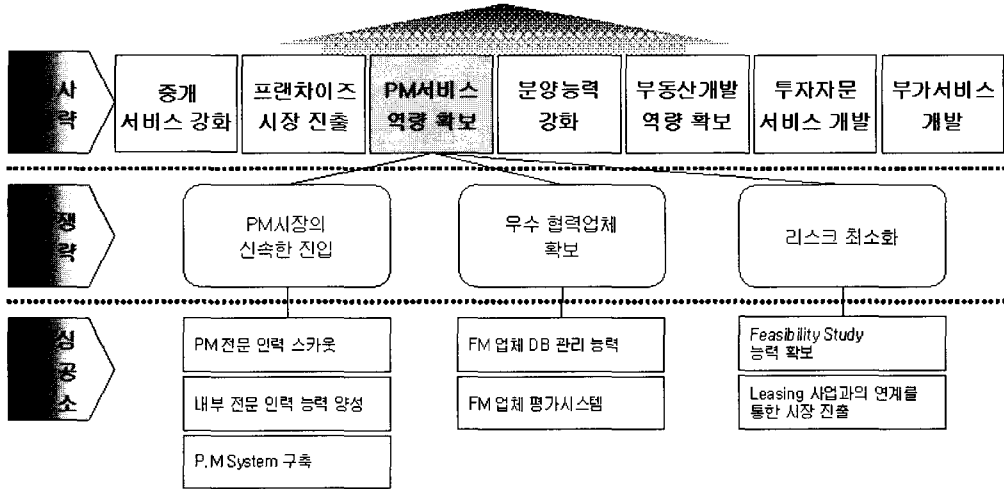 사
략
중개
서비스 강화
프랜차이즈
시장 진출
PM서비스
역량 확보
분양능력
강화
부동산개발
역량 확보
투자자문
서비스 개발
부가서비스
개발
쟁
략
PM시장의
신속한 진입
우수 협력업체
확보
리스크 최소화
심
공
소
PM 전문 인력 스카웃
내부 전문 인력 능력 양성
P.M System 구축
FM 업체 DB 관리 능력
FM 업체 평가시스템
Feasibility Study
능력 확보
Leasing 사업과의 연계를
통한 시장 진출